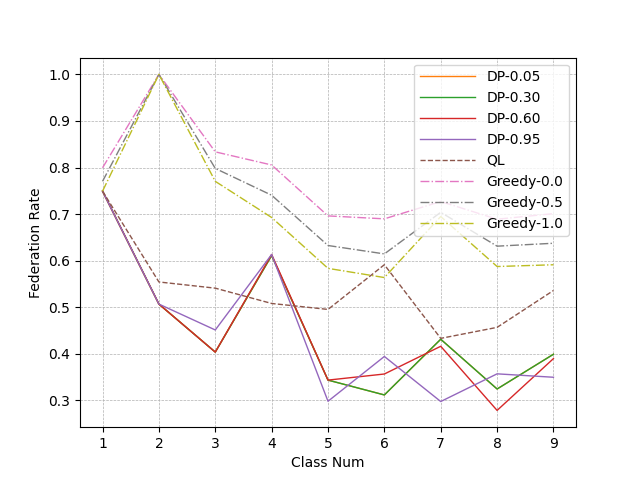 1.0
0.9
0.8
0.7
0.6
0.5
0.4
0.3
Federation Rate
1 2 3 4 5 6 7 8 9
Class Num
DP-0.05
DP-0.30
DP-0.60
DP-0.95
QL
Greedy-0.0
Greedy-0.5
Greedy-1.0